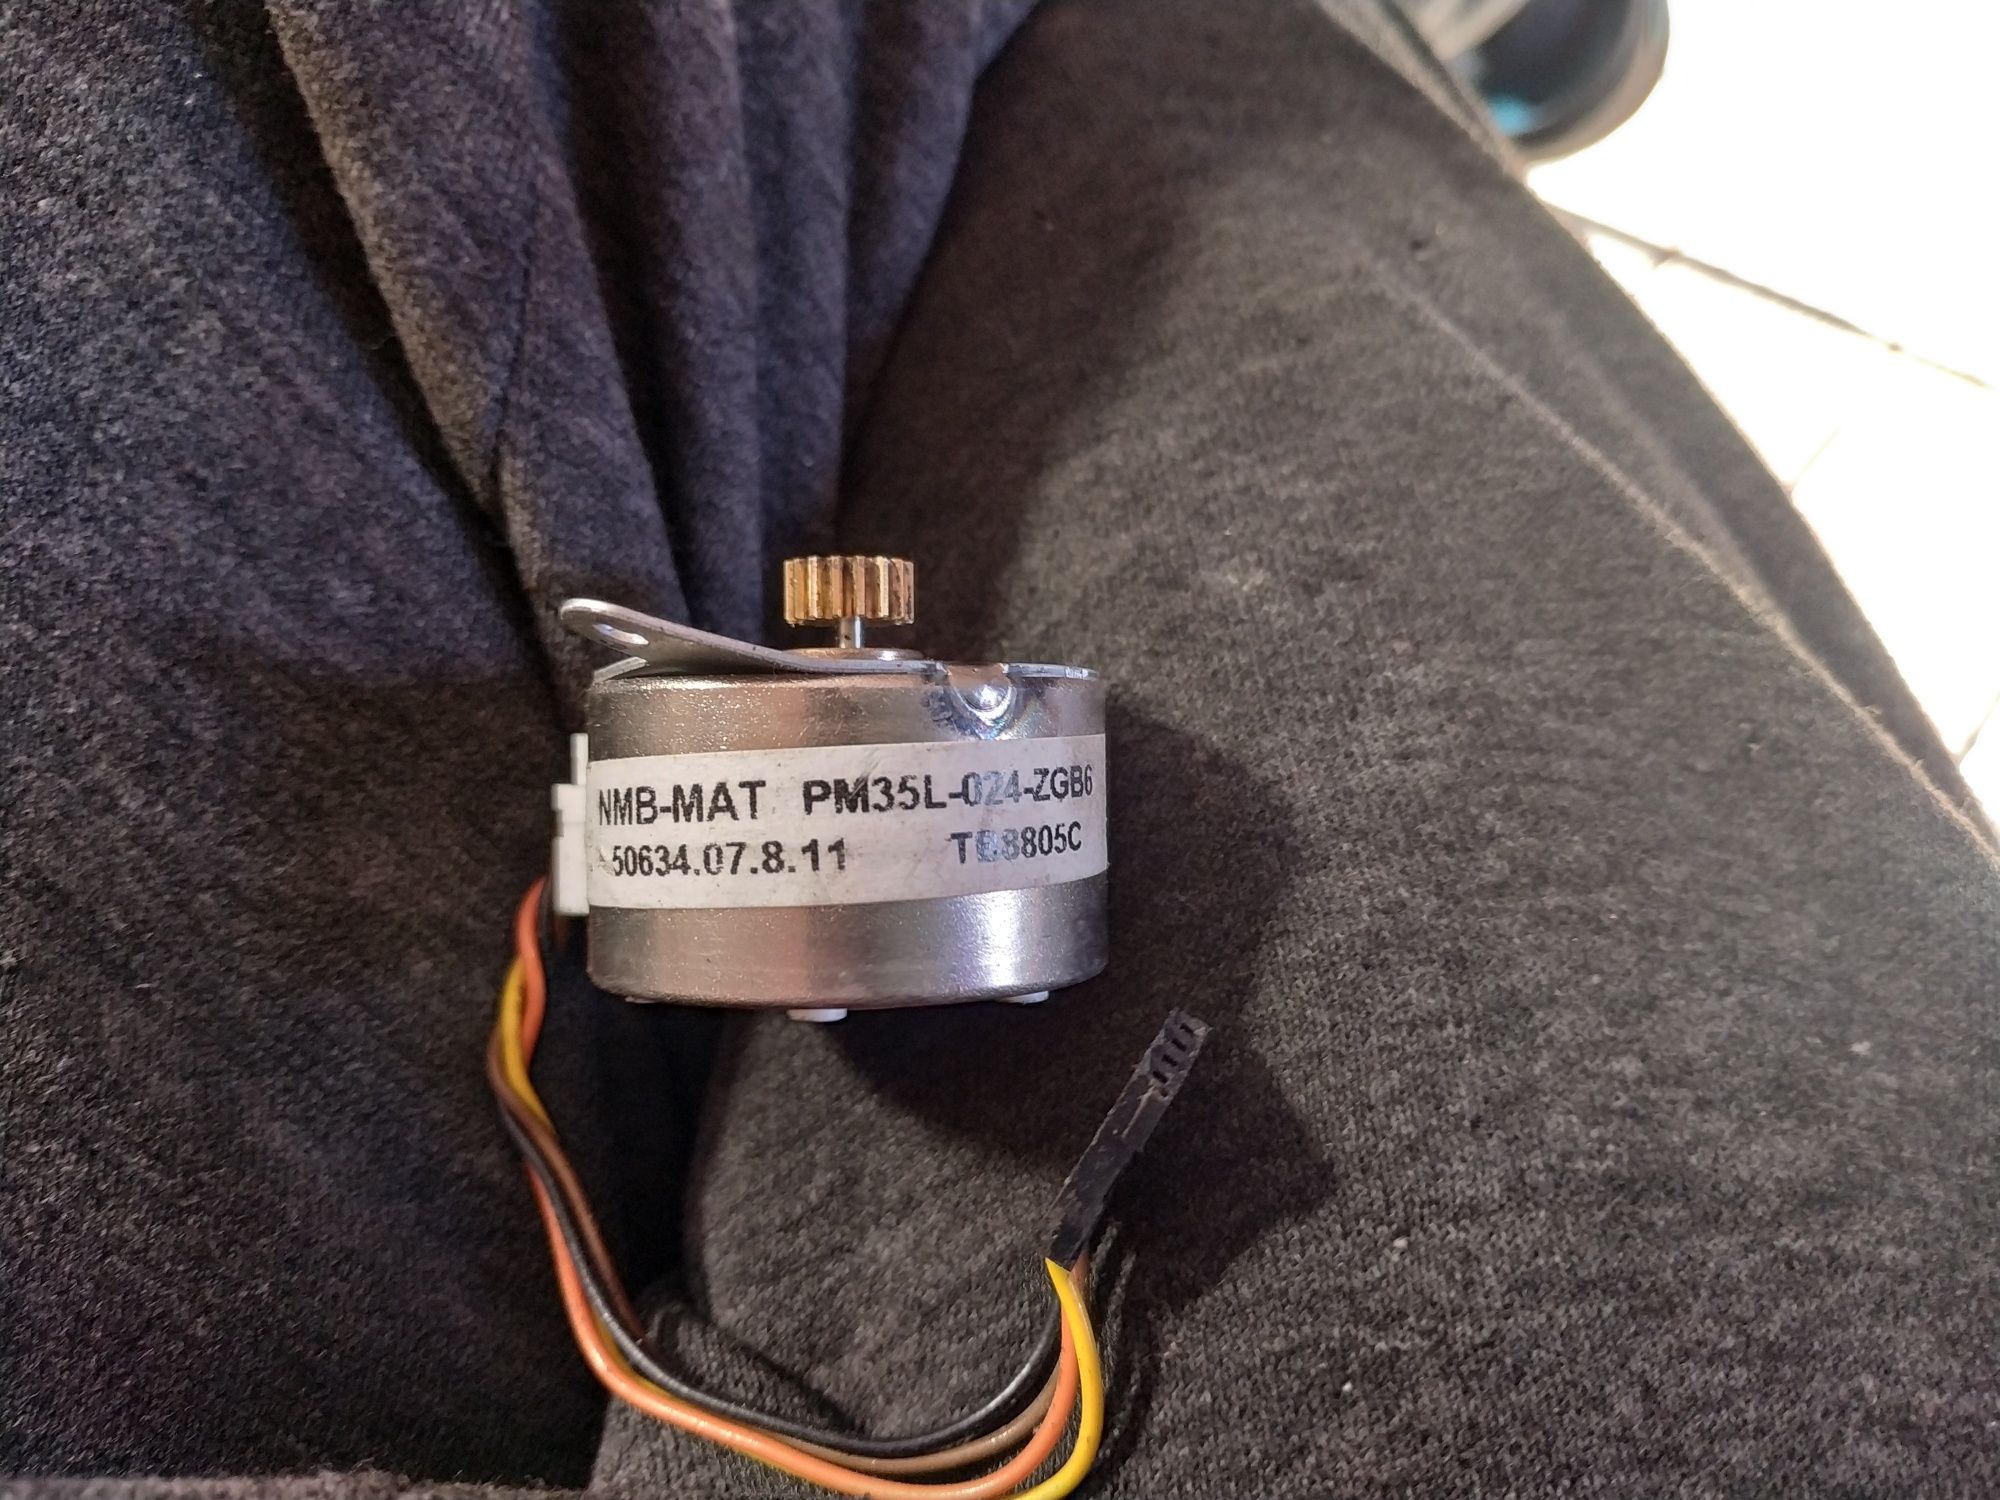 NMB-MAT PM35L-024-ZGB6
50634.07.8.11 TB8805C